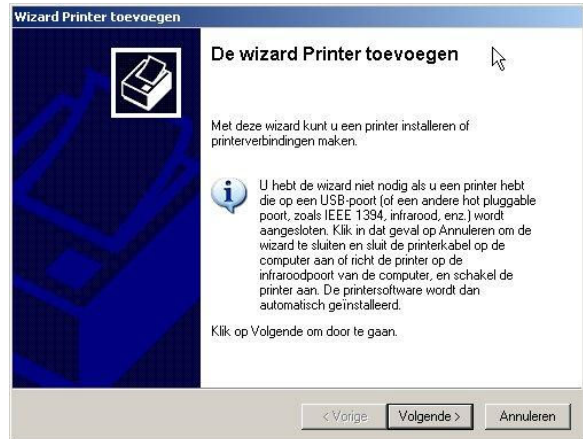 Wizard Printer toevoegen
De wizard Printer toevoegen
Met deze wizard kunt u een printer installeren of
printerverbindingen maken.
U hebt de wizard niet nodig als u een printer hebt
die op een USB-poort (of een andere hot pluggable
poort, zoals IEEE 1394, infrarood, enz.) wordt
aangesloten. Klik in dat geval op Annuleren om de
wizard te sluiten en sluit de printerkabel op de
computer aan of richt de printer op de
infraroodpoort van de computer, en schakel de
printer aan. De printersoftware wordt dan
automatisch geïnstalleerd.
Klik op Volgende om door te gaan.
< Vorige Volgende > Annuleren